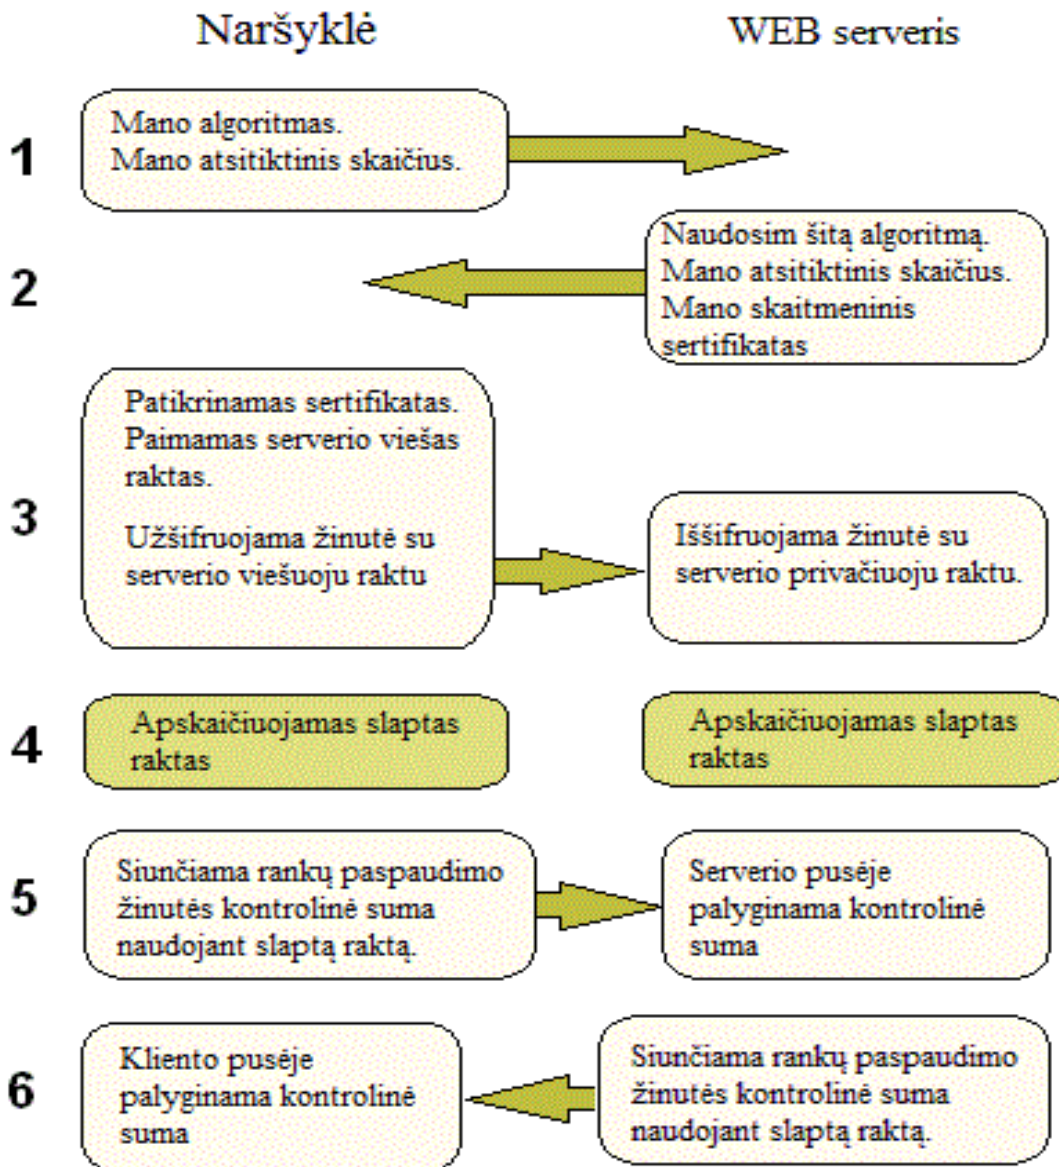 Naršyklė
WEB serveris
1
Mano algoritmas.
Mano atsitiktinis skaičius.
2
Naudosim šitą algoritmą.
Mano atsitiktinis skaičius.
Mano skaitmeninis
sertifikatas
3
Patikrinamas sertifikatas.
Paimamas serverio viešas
raktas.
Užšifruojama žinutė su
serverio viešuoju raktu
Iššifruojama žinutė su
serverio privačiuoju raktu.
4
Apskaičiuojamas slaptas
raktas
Apskaičiuojamas slaptas
raktas
5
Siunčiama rankų paspaudimo
žinutės kontrolinė suma
naudojant slaptą raktą.
Serverio pusėje
palyginama kontrolinė
suma
6
Kliento pusėje
palyginama kontrolinė
suma
Siunčiama rankų paspaudimo
žinutės kontrolinė suma
naudojant slaptą raktą.